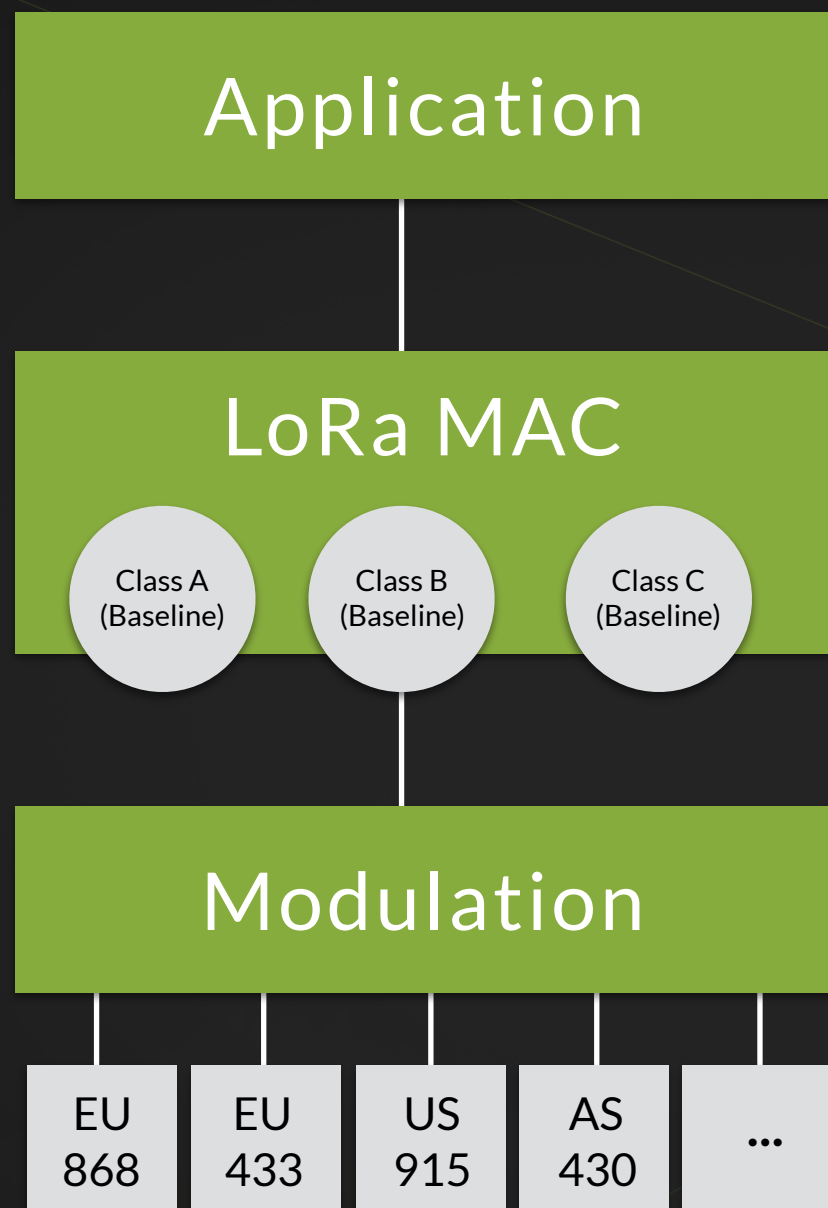 Application
LoRa MAC
Class A
(Baseline)
Class B
(Baseline)
Class C
(Baseline)
Modulation
EU
868
EU
433
US
915
AS
430
...